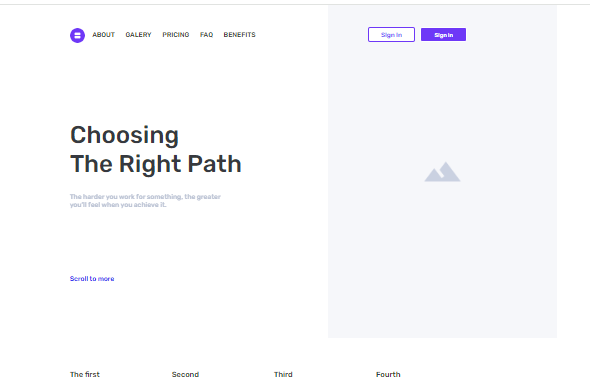 ABOUT GALERY PRICING FAQ BENEFITS Sign in Sign in
Choosing
The Right Path
The harder you work for something, the greater
you'll feel when you achieve it.
Scroll to more
The first Second Third Fourth